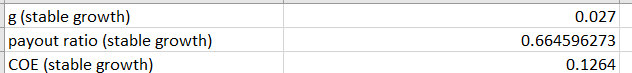 g (stable growth) 0.027
payout ratio (stable growth) 0.664596273
COE (stable growth) 0.1264